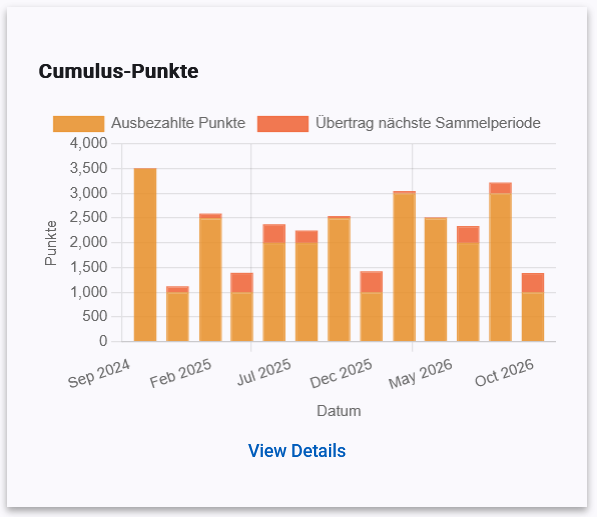 Cumulus-Punkte
Ausbezahlte Punkte Übertrag nächste Sammelperiode
4,000
3,500
3,000
2,500
2,000
1,500
1,000
500
0
Punkte
Sep 2024 Feb 2025 Jul 2025 Dec 2025 May 2026 Oct 2026
Datum
View Details